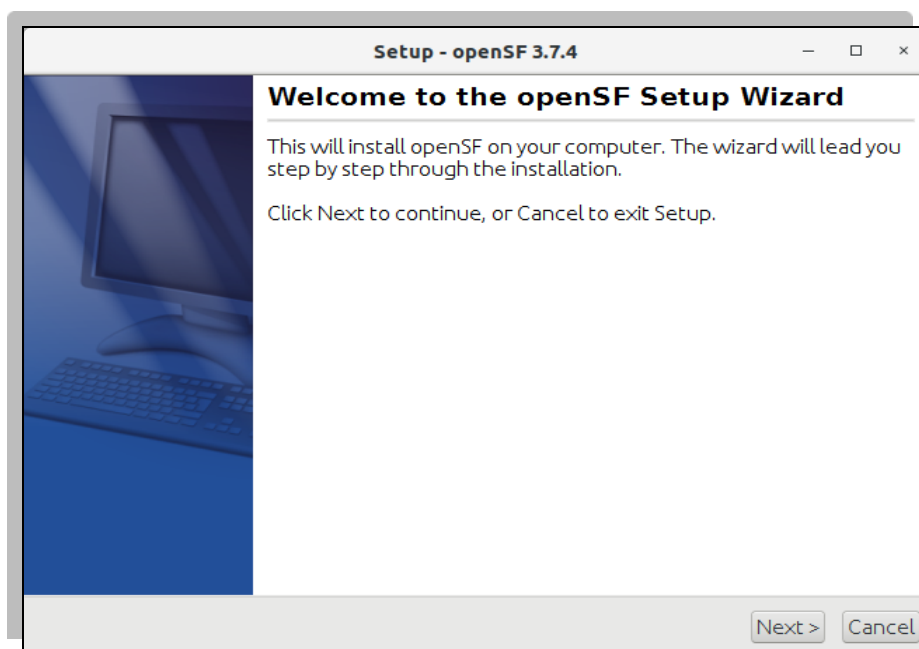 Setup - openSF 3.7.4
Welcome to the openSF Setup Wizard
This will install openSF on your computer. The wizard will lead you
step by step through the installation.
Click Next to continue, or Cancel to exit Setup.
Next > Cancel